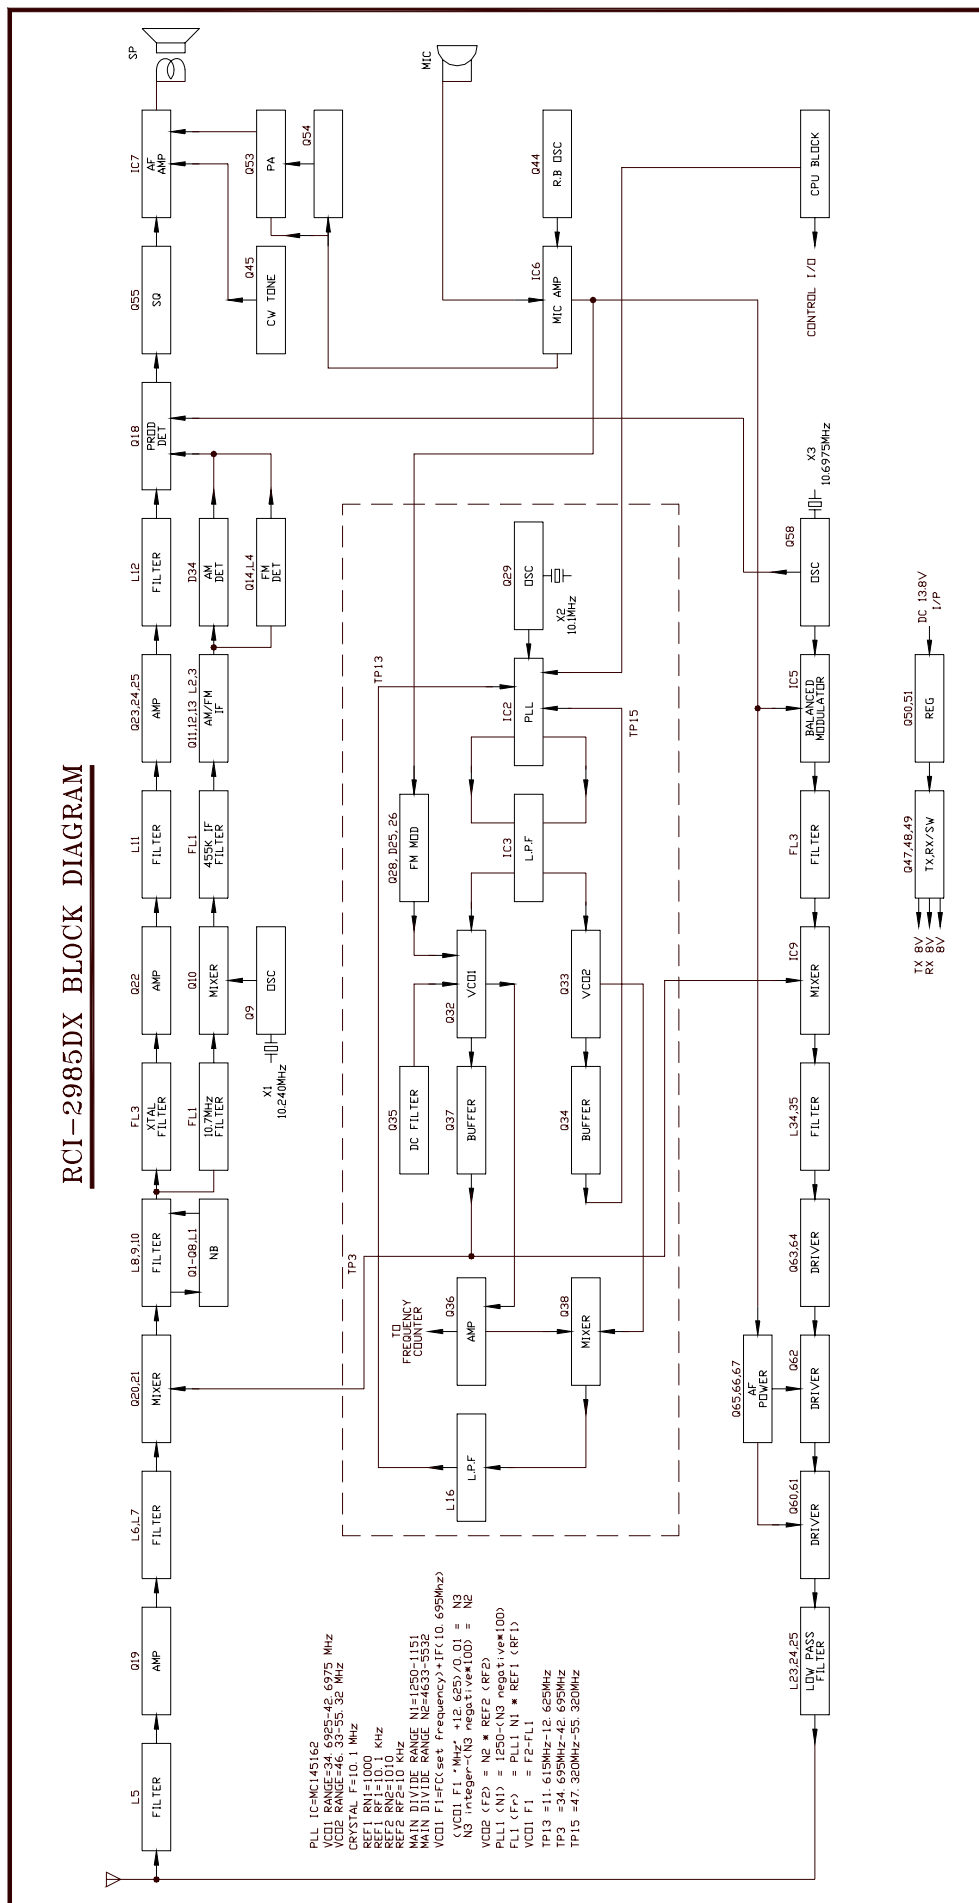 RCI-2985DX BLOCK DIAGRAM
L5
FILTER
Q19
AMP
L6,L7
FILTER
Q20,21
MIXER
L8,9,10
FILTER
Q1-Q8,L1
NB
FL3
XTAL
FILTER
FL1
10.7MHz
FILTER
Q22
AMP
Q10
MIXER
Q9
OSC
X1
10.240MHz
L11
FILTER
FL1
455K IF
FILTER
Q23,24,25
AMP
Q11,12,13 L2,3
AM/FM
IF
L12
FILTER
D34
AM
DET
Q14,L4
FM
DET
Q18
PROD
DET
Q55
SQ
Q45
CW TONE
IC7
AF
AMP
Q53
PA
Q54
SP
MIC
Q44
R.B OSC
IC6
MIC AMP
CPU BLOCK
CONTROL I/O
TP3
TP13
TP15
L16
L.P.F
Q36
AMP
TO
FREQUENCY
COUNTER
Q38
MIXER
Q35
DC FILTER
Q37
BUFFER
Q34
BUFFER
Q32
VCO1
Q33
VCO2
Q28, D25, 26
FM MOD
IC3
L.P.F
IC2
PLL
Q29
OSC
X2
10.1MHz
L23,24,25
LOW PASS
FILTER
Q60,61
DRIVER
Q65,66,67
AF
POWER
Q62
DRIVER
Q63,64
DRIVER
L34,35
FILTER
IC9
MIXER
FL3
FILTER
IC5
BALANCED
MODULATOR
Q58
OSC
X3
10.6975MHz
TX 8V
RX 8V
8V
Q47,48,49
TX,RX/SW
Q50,51
REG
DC 13.8V
I/P
PLL IC=MC145162
VCO1 RANGE=34. 6925-42. 6975 MHz
VCO2 RANGE=46. 33-55. 32 MHz
CRYSTAL F=10. 1 MHz
REF1 RN1=1000
REF1 RF1=10. 1 KHz
REF2 RN2=1010
REF2 RF2=10 KHz
MAIN DIVIDE RANGE N1=1250-1151
MAIN DIVIDE RANGE N2=4633-5532
VCO1 F1=FC(set frequency)+IF(10. 695Mhz)
(VCO1 F1 "MHz" +12. 625)/0. 01 = N3
N3 integer-(N3 negative*100) = N2
VCO2 (F2) = N2 * REF2 (RF2)
PLL1 (N1) = 1250-(N3 negative*100)
FL1 (Fr) = PLL1 N1 * REF1 (RF1)
VCO1 F1 = F2-FL1
TP13 =11. 615MHz-12. 625MHz
TP3 =34. 695MHz-42. 695MHz
TP15 =47. 320MHz-55. 320MHz